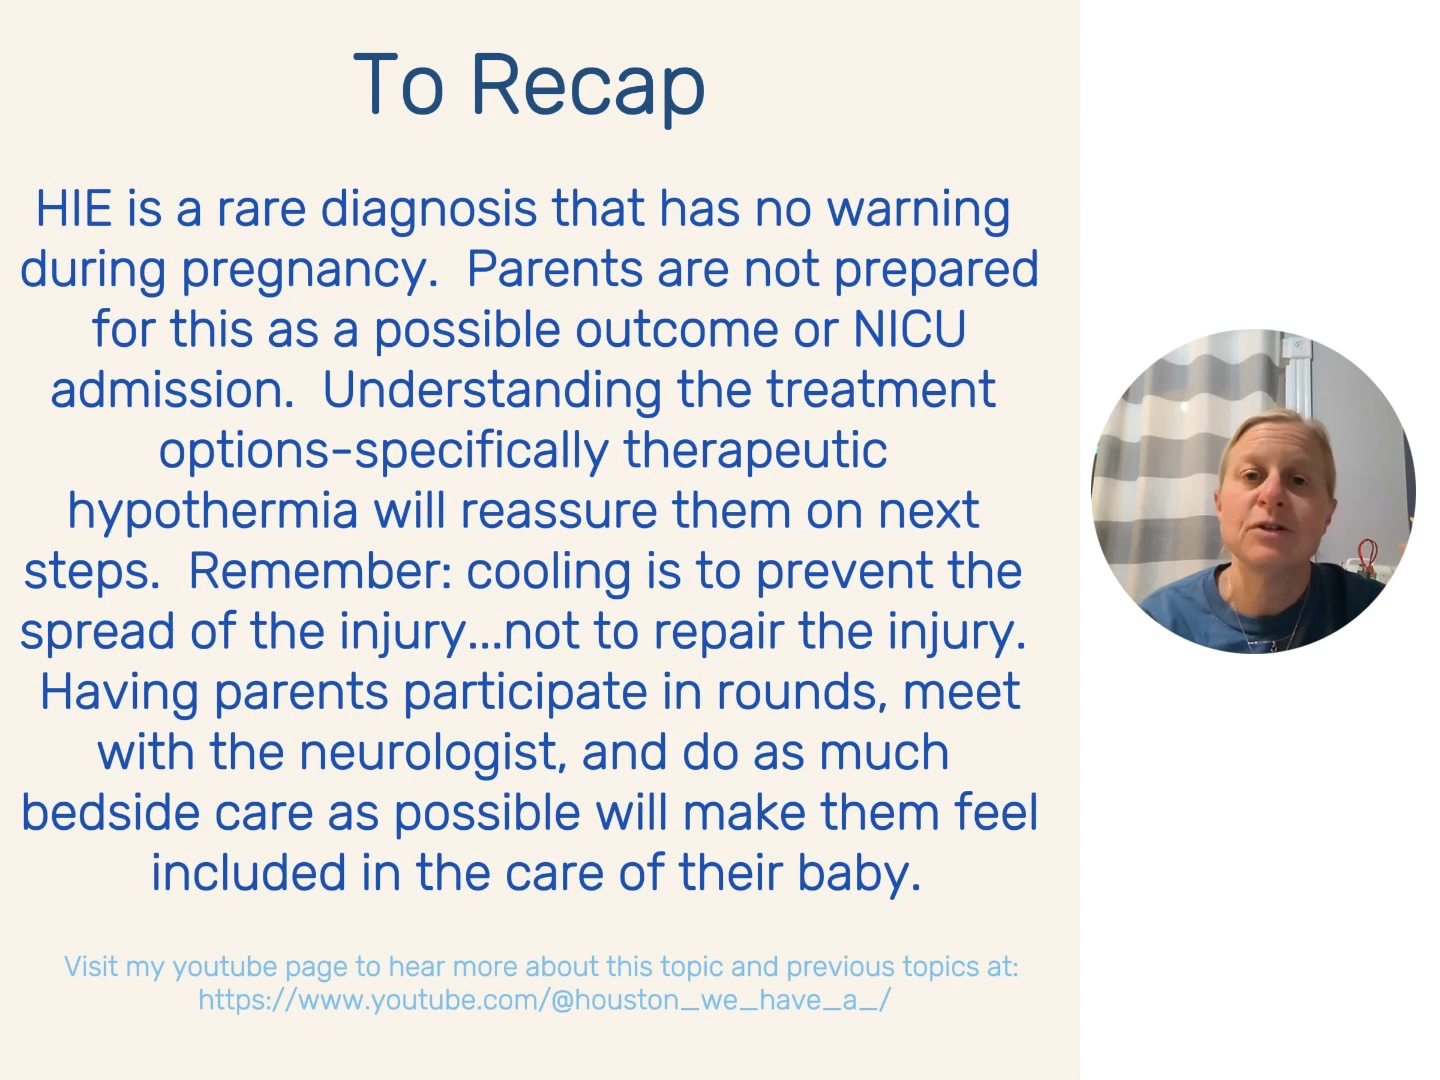 To Recap
HIE is a rare diagnosis that has no warning
during pregnancy.  Parents are not prepared
for this as a possible outcome or NICU
admission.  Understanding the treatment
options-specifically therapeutic
hypothermia will reassure them on next
steps.  Remember: cooling is to prevent the
spread of the injury...not to repair the injury.
Having parents participate in rounds, meet
with the neurologist, and do as much
bedside care as possible will make them feel
included in the care of their baby.
Visit my youtube page to hear more about this topic and previous topics at:
https://www.youtube.com/@houston_we_have_a_/